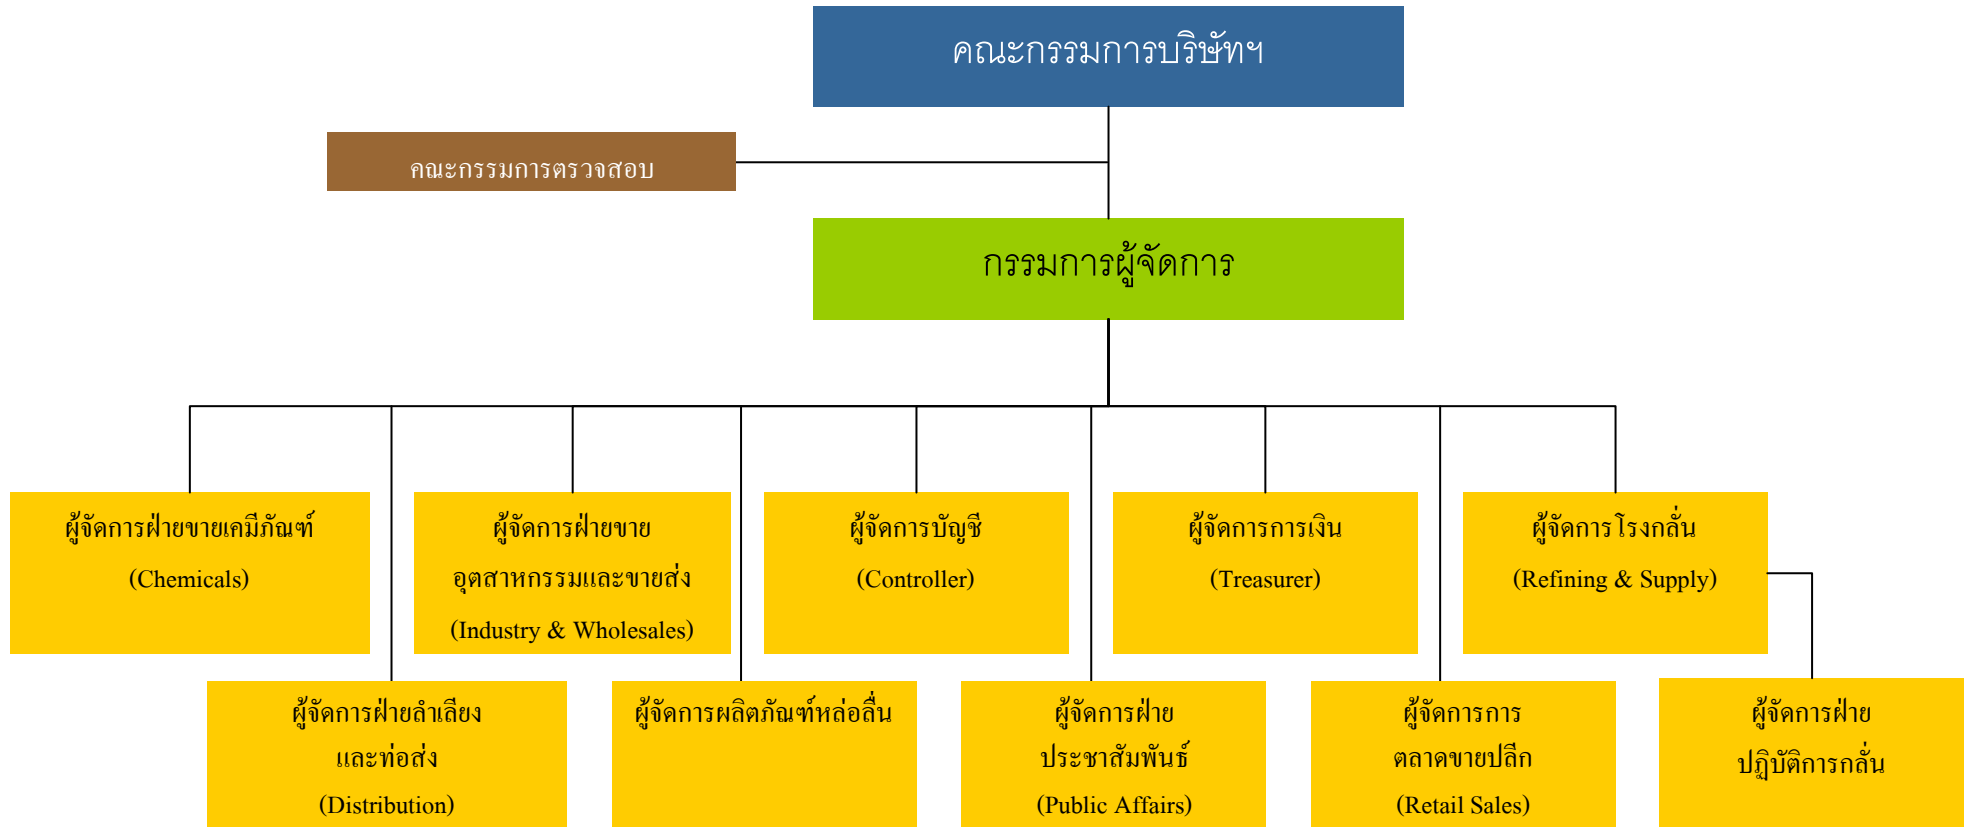 คณะกรรมการบริษัทฯ
คณะกรรมการตรวจสอบ
กรรมการผู้จัดการ
ผู้จัดการฝ่ายขายเคมีภัณฑ์
(Chemicals)
ผู้จัดการฝ่ายขาย
อุตสาหกรรมและขายส่ง
(Industry & Wholesales)
ผู้จัดการบัญชี
(Controller)
ผู้จัดการการเงิน
(Treasurer)
ผู้จัดการโรงกลั่น
(Refining & Supply)
ผู้จัดการฝ่ายลำเลียง
และท่อส่ง
(Distribution)
ผู้จัดการผลิตภัณฑ์หล่อลื่น
ผู้จัดการฝ่าย
ประชาสัมพันธ์
(Public Affairs)
ผู้จัดการการ
ตลาดขายปลีก
(Retail Sales)
ผู้จัดการฝ่าย
ปฏิบัติการกลั่น